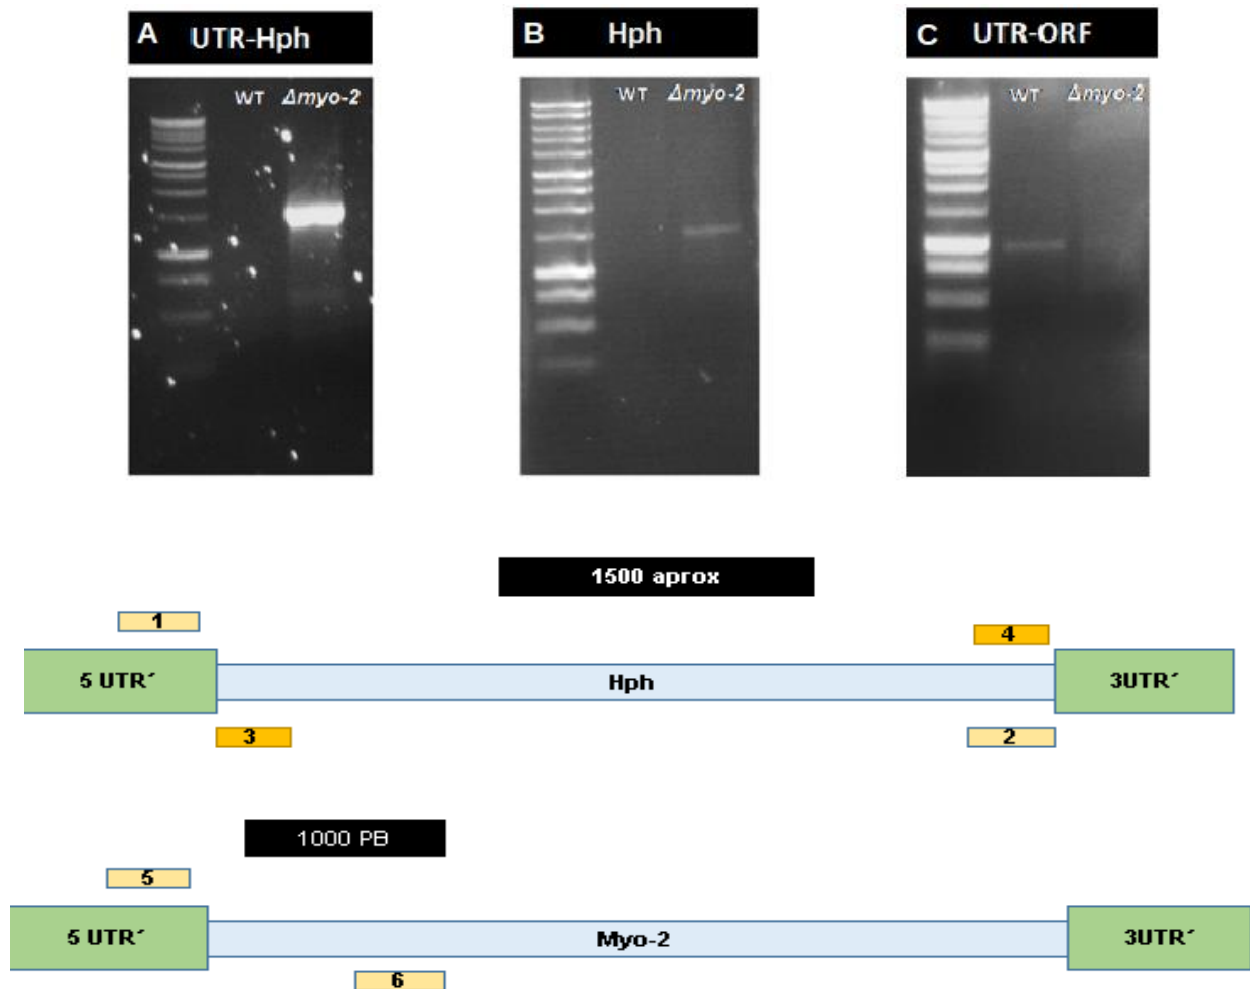 A UTR-Hph
B Hph
C UTR-ORF
WT Δmyo-2
WT Δmyo-2
WT Δmyo-2
1500 aprox
1
4
5 UTR´
Hph
3UTR´
3
2
1000 PB
5
5 UTR´
Myo-2
3UTR´
6